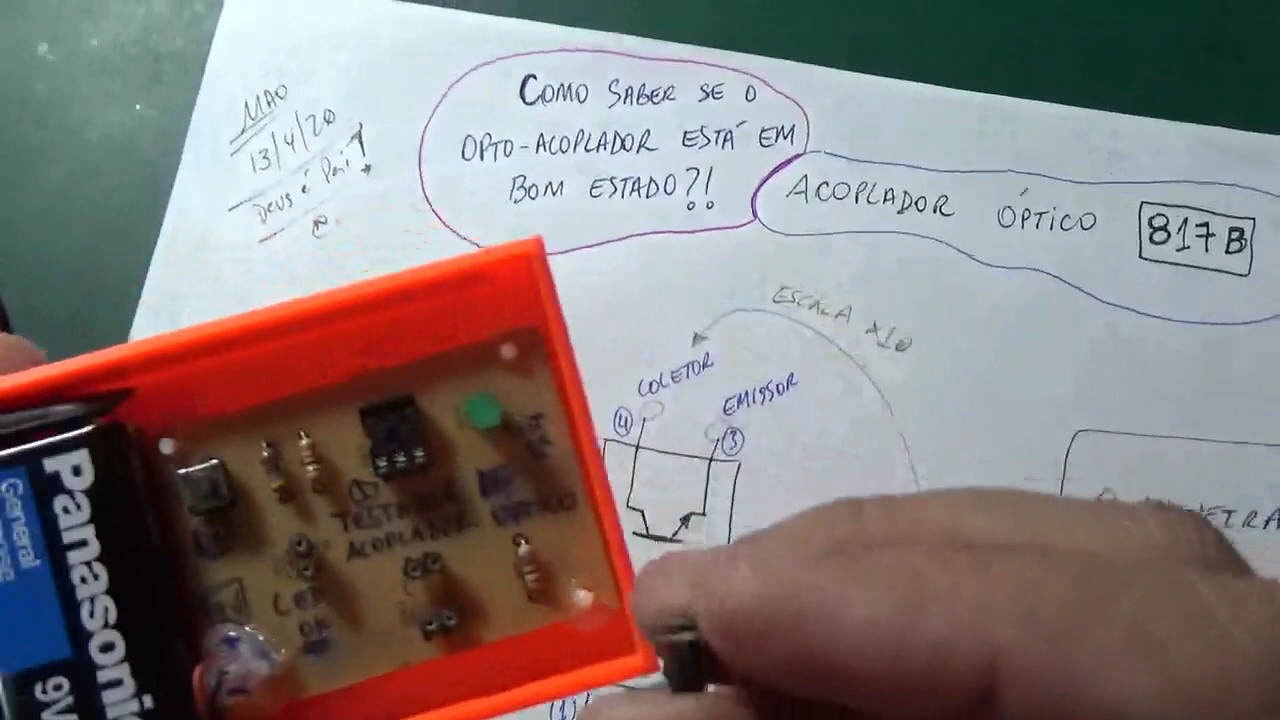 MAO
13/4/20
Deus é Pai!
COMO SABER SE O
OPTO-ACOPLADOR ESTÁ EM
BOM ESTADO?!
ACOPLADOR ÓPTICO 817B
ESCALA X10
COLETOR
EMISSOR
4
3
Panasonic
General
9V
ACOPLADOR
(1)